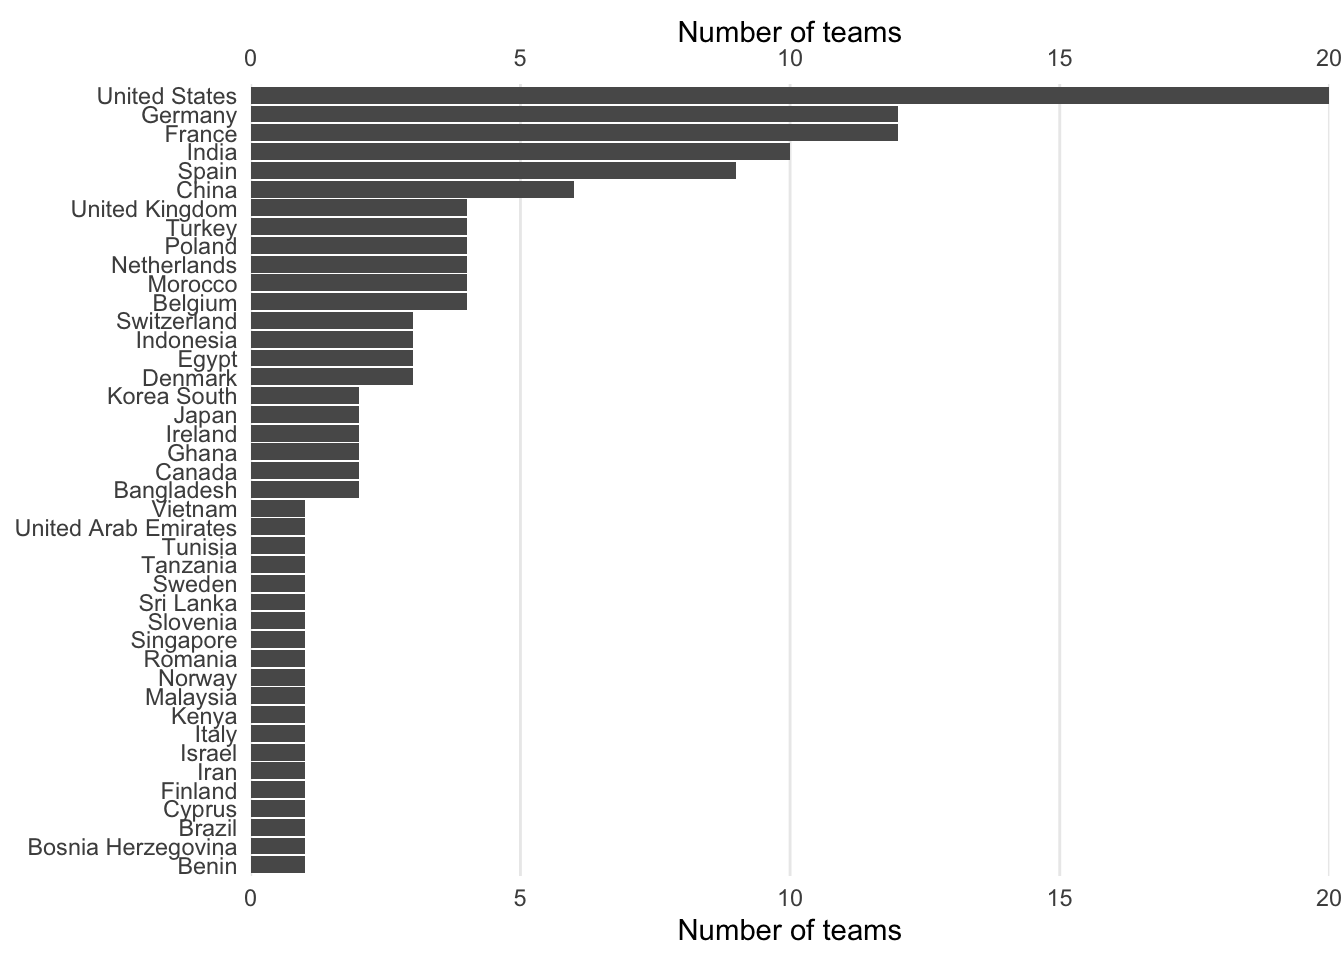 Number of teams
0 5 10 15 20
United States
Germany
France
India
Spain
China
United Kingdom
Turkey
Poland
Netherlands
Morocco
Belgium
Switzerland
Indonesia
Egypt
Denmark
Korea South
Japan
Ireland
Ghana
Canada
Bangladesh
Vietnam
United Arab Emirates
Tunisia
Tanzania
Sweden
Sri Lanka
Slovenia
Singapore
Romania
Norway
Malaysia
Kenya
Italy
Israel
Iran
Finland
Cyprus
Brazil
Bosnia Herzegovina
Benin
0 5 10 15 20
Number of teams